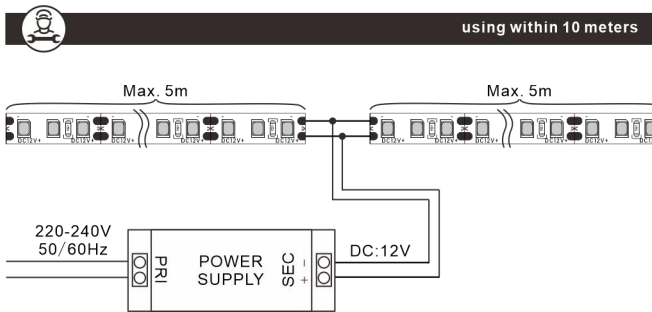 using within 10 meters
Max. 5m
Max. 5m
DC12V+ DC12V+ DC12V+ DC12V+ DC12V+ DC12V+ DC12V+
220-240V
50/60Hz
PRI
POWER
SUPPLY
SEC
- +
DC:12V